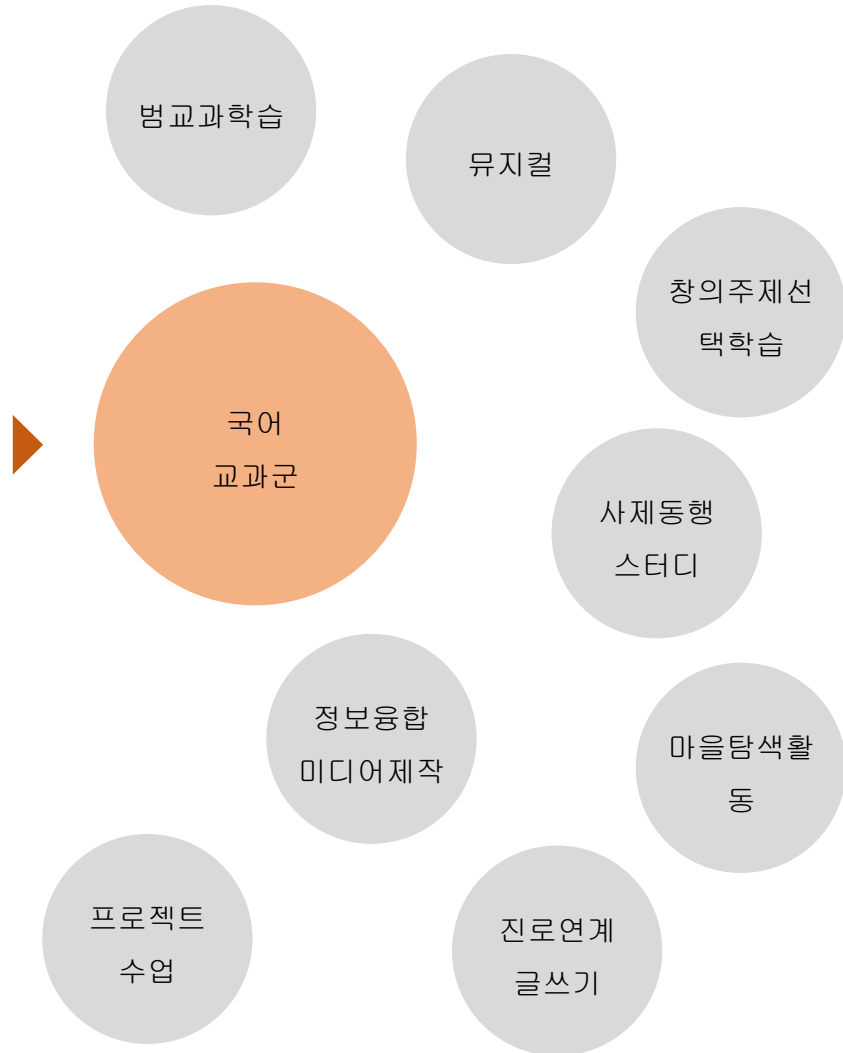 범교과학습
뮤지컬
창의주제선
택학습
국어
교과군
사제동행
스터디
정보융합
미디어제작
마을탐색활
동
프로젝트
수업
진로연계
글쓰기